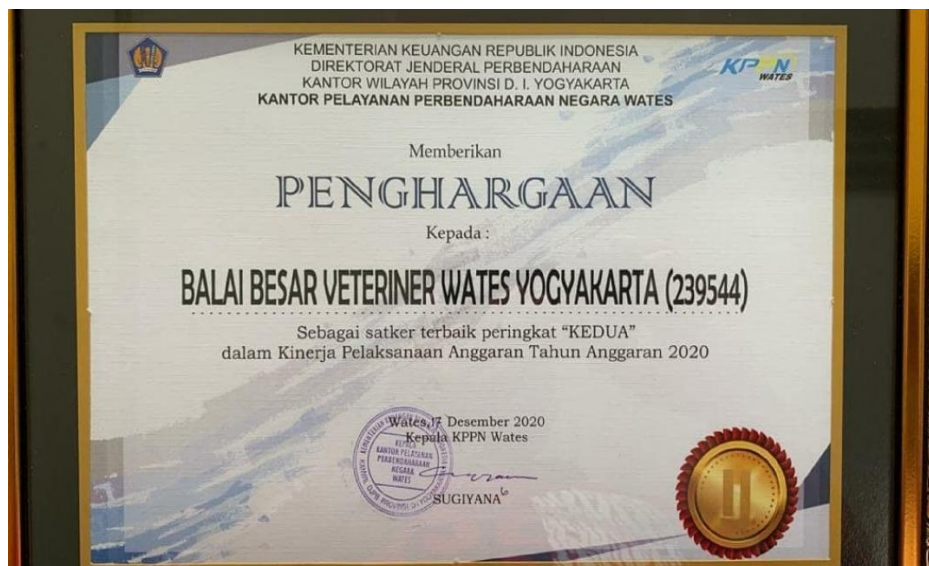 KEMENTERIAN KEUANGAN REPUBLIK INDONESIA
DIREKTORAT JENDERAL PERBENDAHARAAN
KANTOR WILAYAH PROVINSI D. I. YOGYAKARTA
KANTOR PELAYANAN PERBENDAHARAAN NEGARA WATES
KPPN
WATES
Memberikan
PENGHARGAAN
Kepada :
BALAI BESAR VETERINER WATES YOGYAKARTA (239544)
Sebagai satker terbaik peringkat “KEDUA”
dalam Kinerja Pelaksanaan Anggaran Tahun Anggaran 2020
Wates,17 Desember 2020
Kepala KPPN Wates
KEPALA
KANTOR PELAYANAN
PERBENDAHARAAN
NEGARA
WATES
SUGIYANA
II